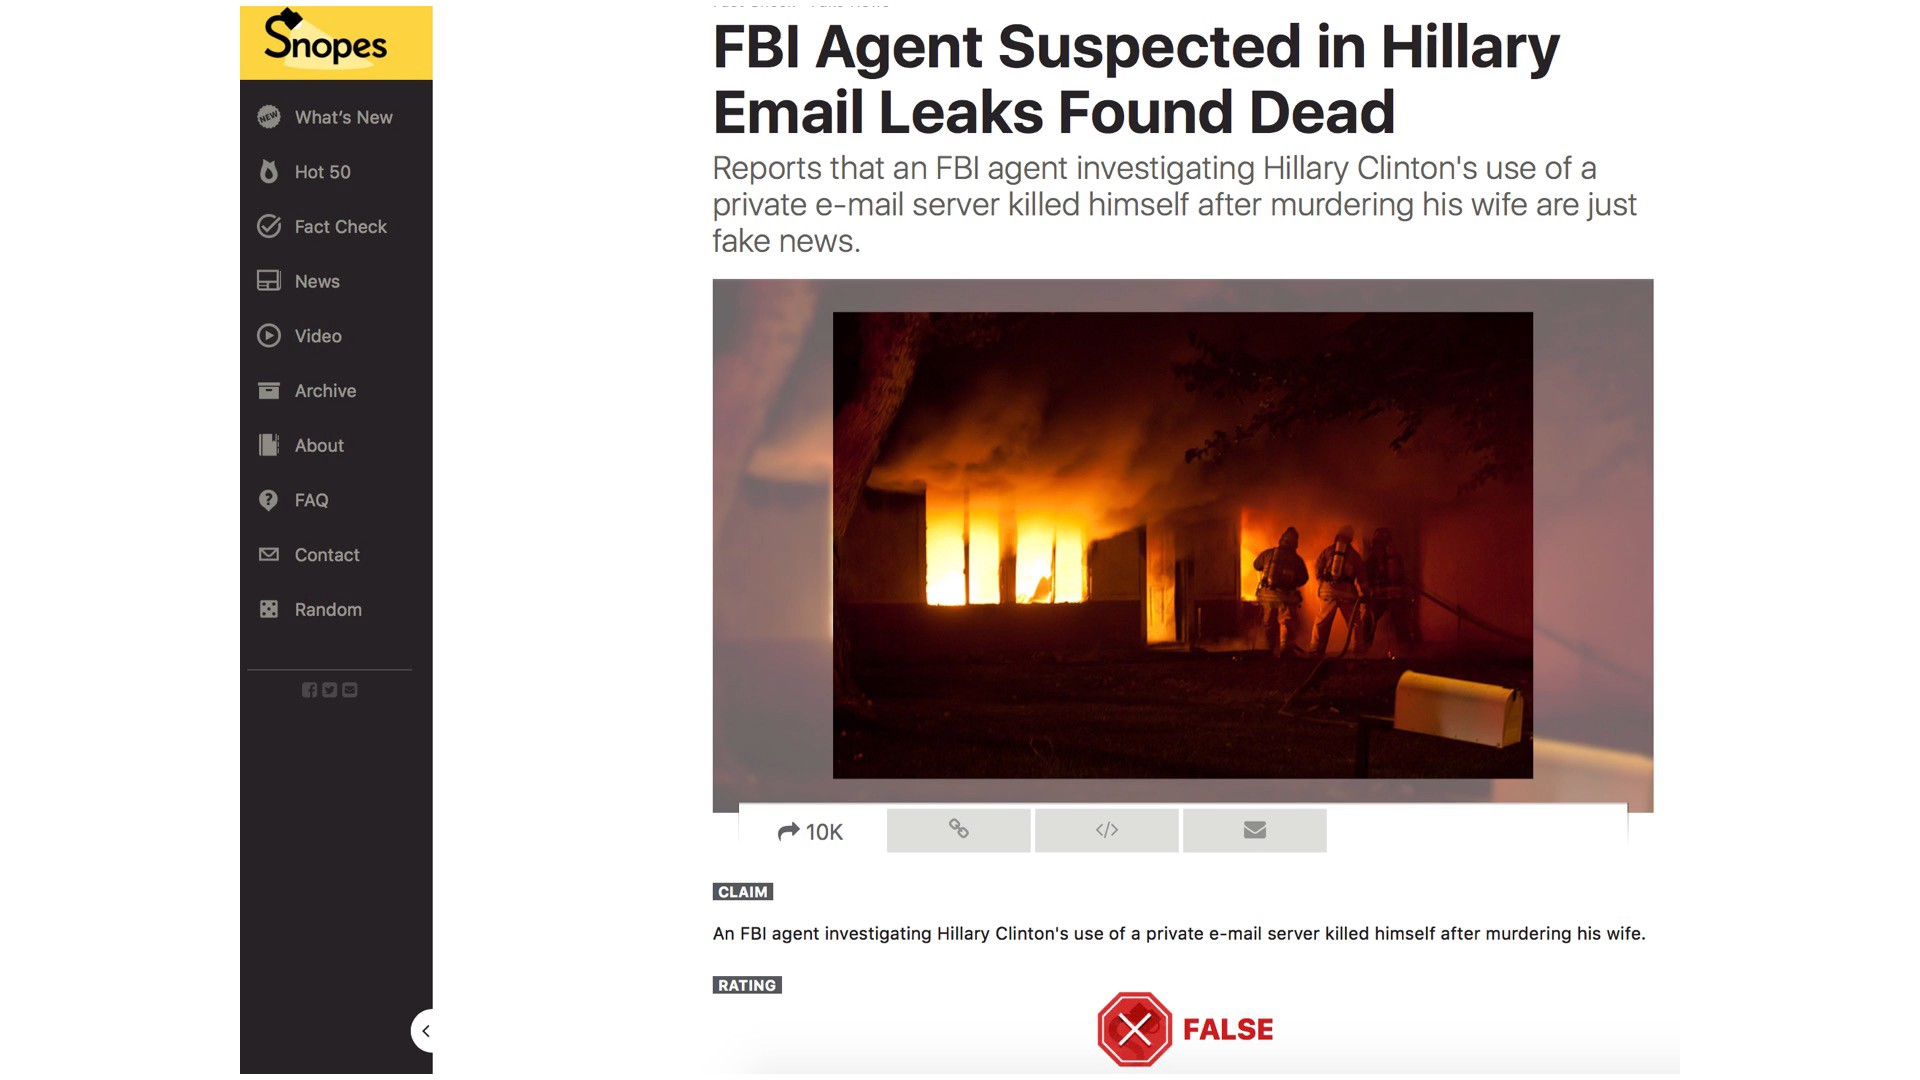 Snopes
NEW
What's New
Hot 50
Fact Check
News
Video
Archive
About
FAQ
Contact
Random
FBI Agent Suspected in Hillary
Email Leaks Found Dead
Reports that an FBI agent investigating Hillary Clinton's use of a
private e-mail server killed himself after murdering his wife are just
fake news.
10K
</>
CLAIM
An FBI agent investigating Hillary Clinton's use of a private e-mail server killed himself after murdering his wife.
RATING
FALSE